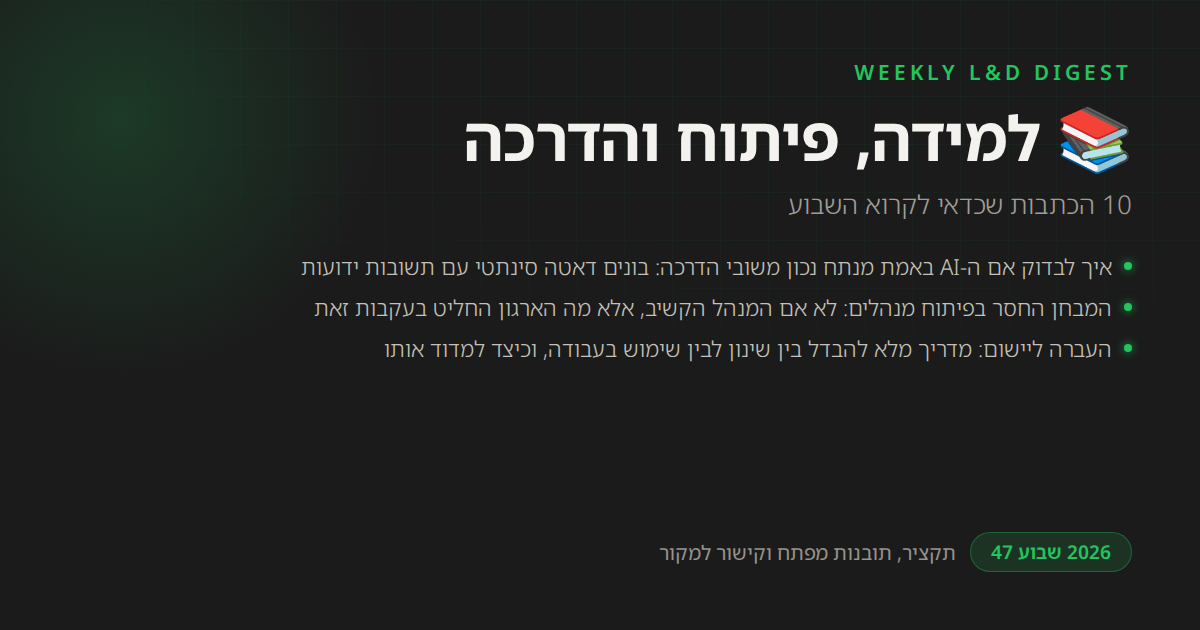 WEEKLY L&D DIGEST
📚 למידה, פיתוח והדרכה
10 הכתבות שכדאי לקרוא השבוע
איך לבדוק אם ה-AI באמת מנתח נכון משובי הדרכה: בונים דאטה סינתטי עם תשובות ידועות
המבחן החסר בפיתוח מנהלים: לא אם המנהל הקשיב, אלא מה הארגון החליט בעקבות זאת
העברה ליישום: מדריך מלא להבדל בין שינון לבין שימוש בעבודה, וכיצד למדוד אותו
2026 שבוע 47
תקציר, תובנות מפתח וקישור למקור